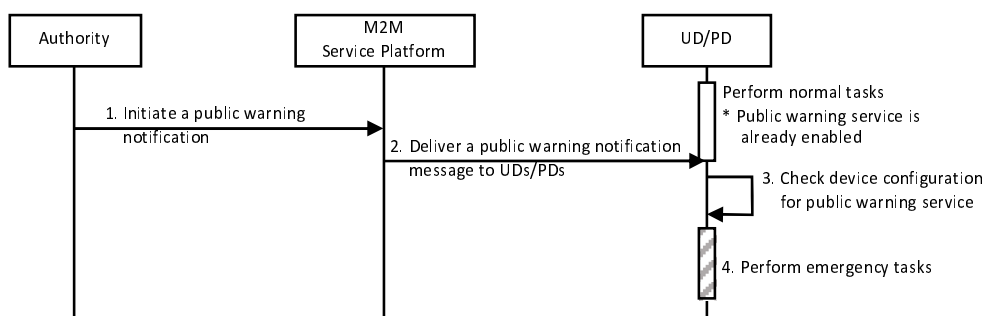 Authority
M2M
Service Platform
UD/PD
Perform normal tasks
* Public warning service is
already enabled
1. Initiate a public warning
notification
2. Deliver a public warning notification
message to UDs/PDs
3. Check device configuration
for public warning service
4. Perform emergency tasks